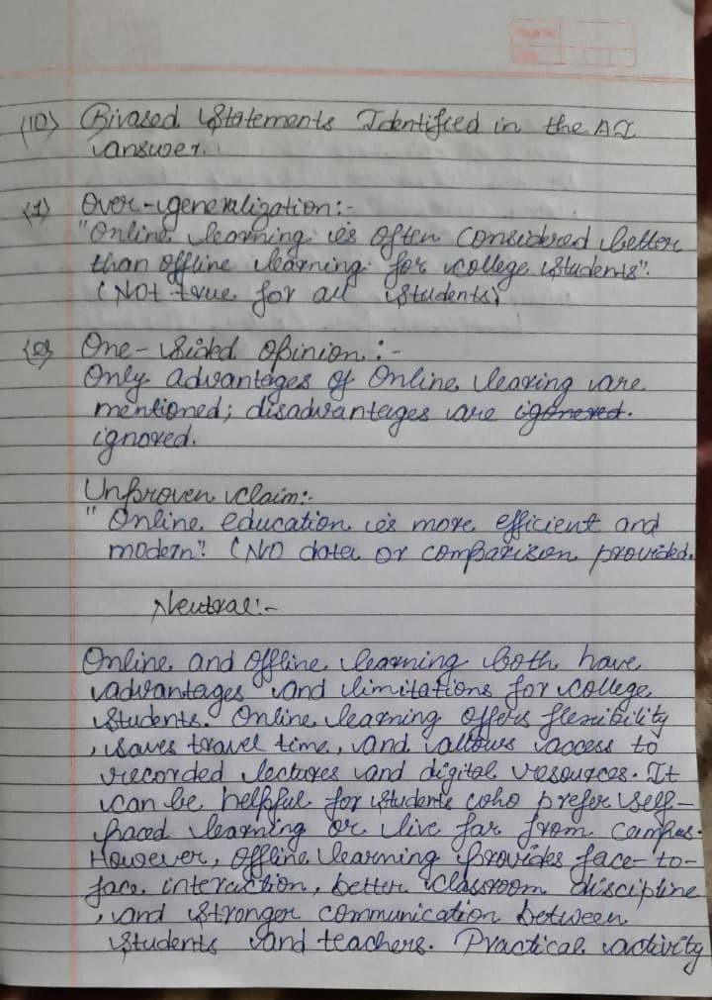 (10) Biased Statements Identified in the AI
answer.
(1) Over-generalization:-
"Online learning is often considered better
than offline learning for college students".
(Not true for all students)
(2) One-sided opinion:-
Only advantages of Online learing are
mentioned; disadvantages are ignored.
ignored.
Unproven claim:-
" Online education is more efficient and
modern". (No data or comparison provided.
Neutral:-
Online and offline learning both have
advantages and limitations for college
students. Online learning offers flexibility
, saves travel time, and allows access to
recorded lectures and digital resources. It
can be helpful for students who prefer self-
paced learning or live far from campus.
However, offline learning provides face-to-
face interaction, better classroom discipline
, and stronger communication between
students and teachers. Practical activity